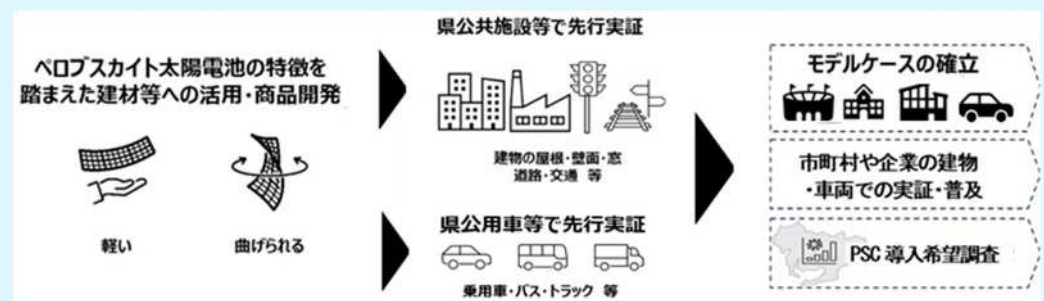 ペロブスカイト太陽電池の特徴を
踏まえた建材等への活用・商品開発
軽い
曲げられる
県公共施設等で先行実証
建物の屋根・壁面・窓
道路・交通 等
県公用車等で先行実証
乗用車・バス・トラック 等
モデルケースの確立
市町村や企業の建物
・車両での実証・普及
PSC 導入希望調査